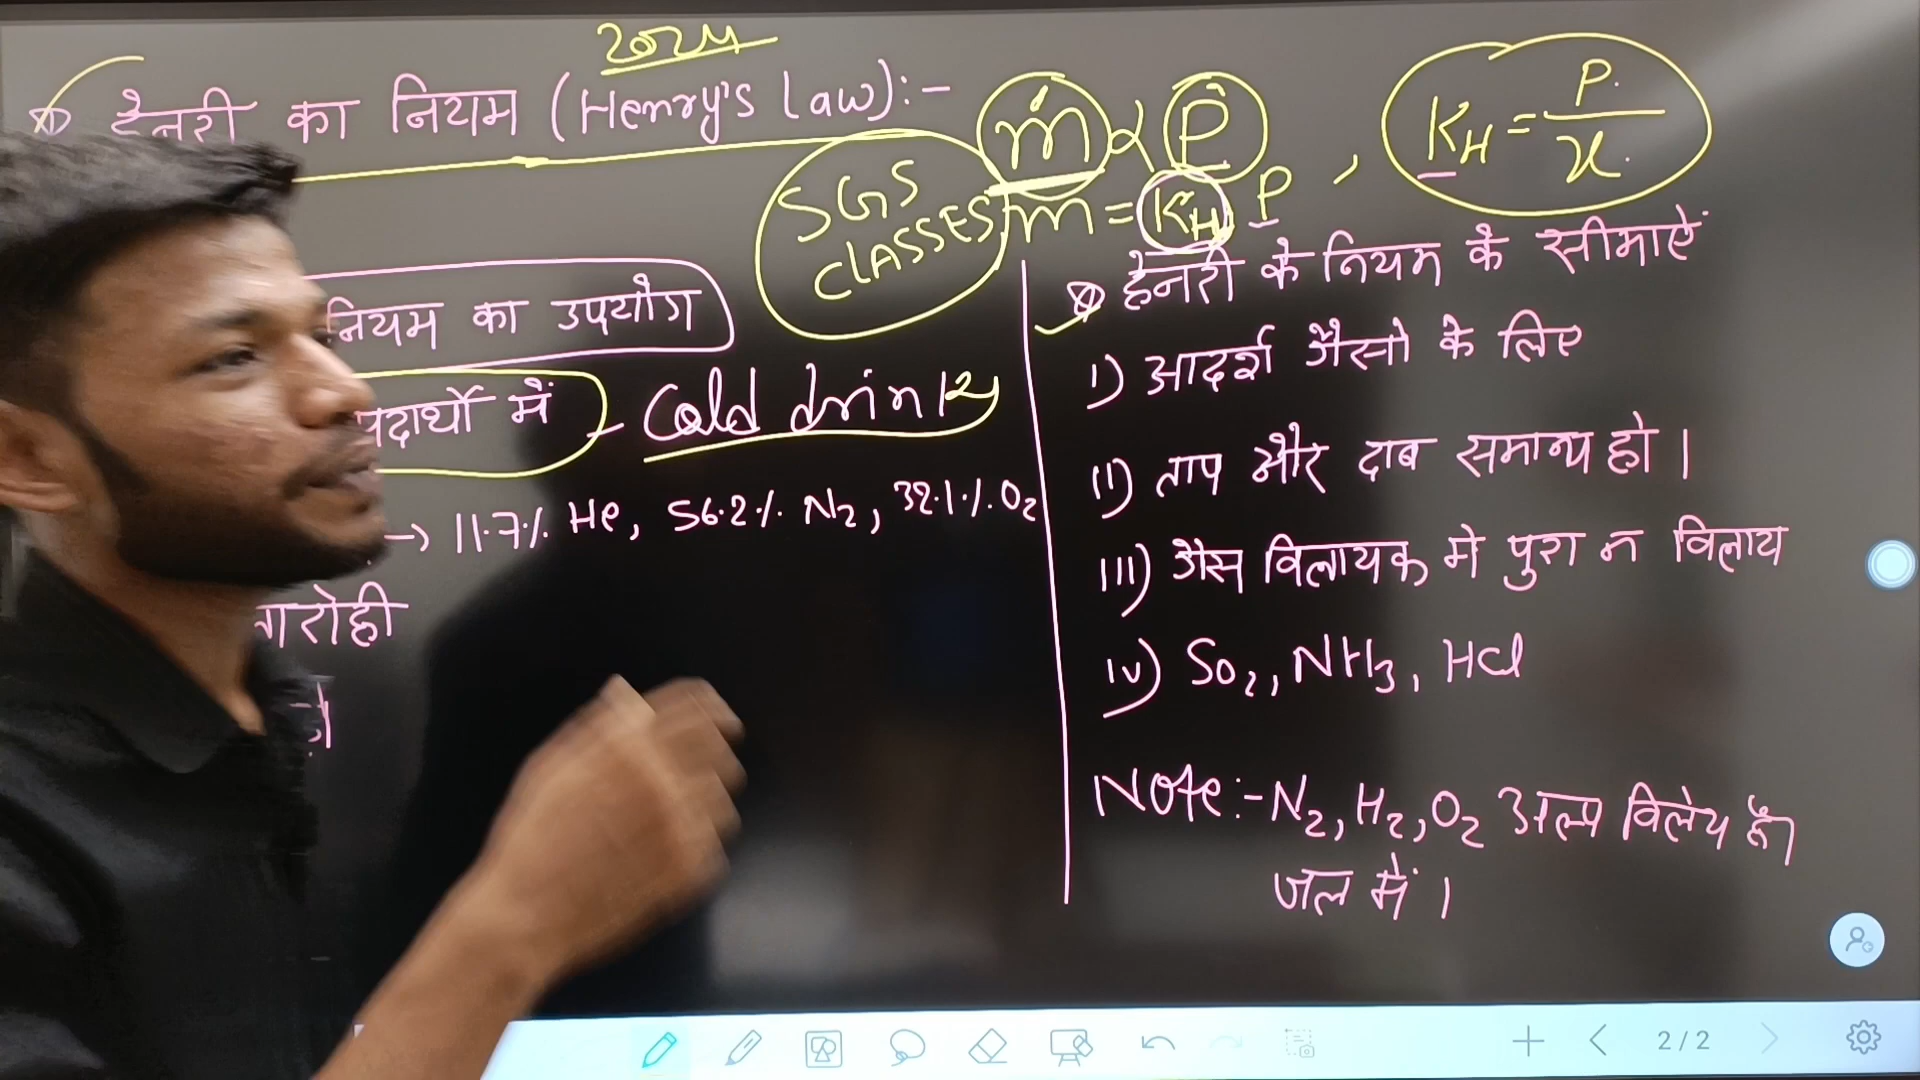 2024
हेनरी का नियम (Henry's law):-
m ∝ P , KH = P/x
SGS
CLASSES
m = KH P
नियम का उपयोग
पदार्थों में - Cold drink
→ 11.7% He, 56.2% N2, 32.1% O2
गरोही
हेनरी के नियम के सीमाऐं
i) आदर्श गैसो के लिए
ii) ताप और दाब समान्य हो।
iii) गैस विलायक मे पुरा न विलाय
iv) SO2, NH3, HCl
Note:- N2, H2, O2 अल्प विलेय है।
जल में।
2/2